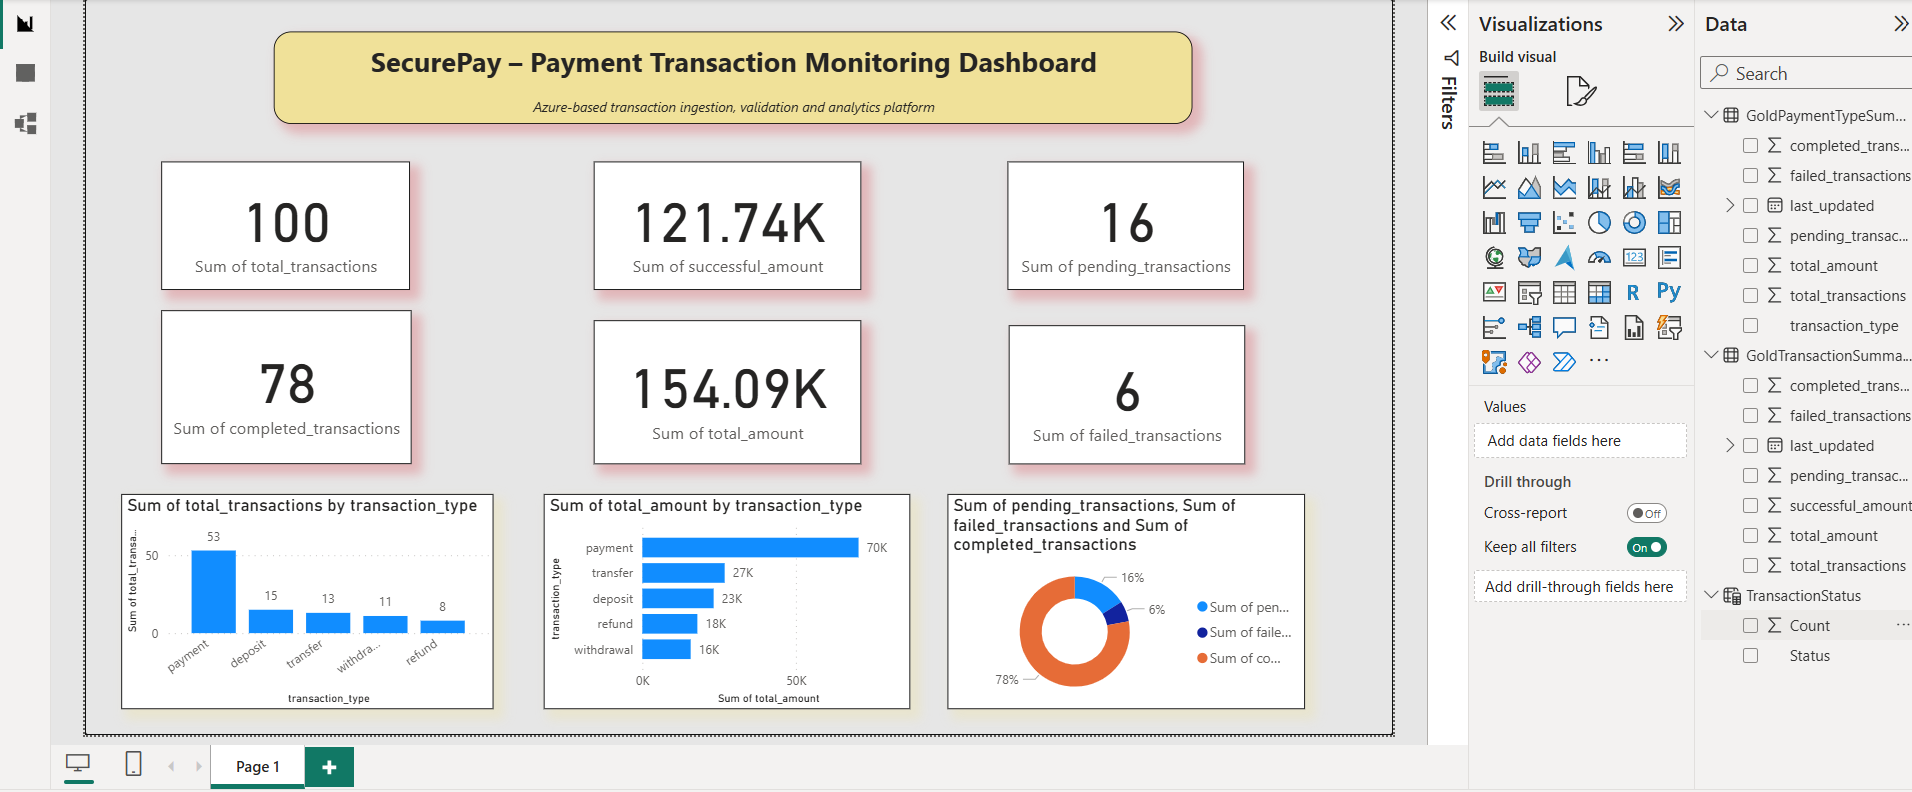 SecurePay – Payment Transaction Monitoring Dashboard
Azure-based transaction ingestion, validation and analytics platform
100
Sum of total_transactions
121.74K
Sum of successful_amount
16
Sum of pending_transactions
78
Sum of completed_transactions
154.09K
Sum of total_amount
6
Sum of failed_transactions
Sum of total_transactions by transaction_type
Sum of total_transa...
50
0
53
15
13
11
8
payment
deposit
transfer
withdra...
refund
transaction_type
Sum of total_amount by transaction_type
transaction_type
payment
70K
transfer
27K
deposit
23K
refund
18K
withdrawal
16K
0K
50K
Sum of total_amount
Sum of pending_transactions, Sum of
failed_transactions and Sum of
completed_transactions
16%
6%
78%
Sum of pen...
Sum of faile...
Sum of co...
Page 1
Filters
Visualizations
Build visual
123
R
Py
...
Values
Add data fields here
Drill through
Cross-report
Off
Keep all filters
On
Add drill-through fields here
Data
Search
GoldPaymentTypeSum...
completed_trans...
failed_transactions
last_updated
pending_transac...
total_amount
total_transactions
transaction_type
GoldTransactionSumma...
completed_trans...
failed_transactions
last_updated
pending_transac...
successful_amount
total_amount
total_transactions
TransactionStatus
Count
...
Status